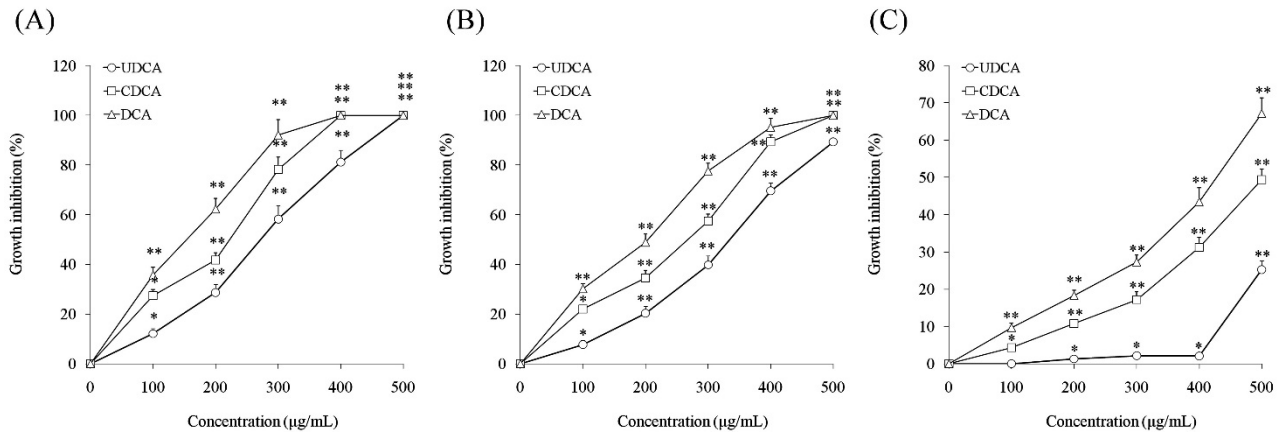 (A)
120
100
80
60
40
20
0
Growth inhibition (%)
UDCA
CDCA
DCA
** ** ** ** ** **
** ** **
** ** **
* ** **
** **
*
0 100 200 300 400 500
Concentration (μg/mL)
(B)
120
100
80
60
40
20
0
Growth inhibition (%)
UDCA
CDCA
DCA
** **
** **
** **
** **
** ** **
* **
*
0 100 200 300 400 500
Concentration (μg/mL)
(C)
80
70
60
50
40
30
20
10
0
Growth inhibition (%)
UDCA
CDCA
DCA
**
**
** **
** ** **
** ** **
* * * *
0 100 200 300 400 500
Concentration (μg/mL)